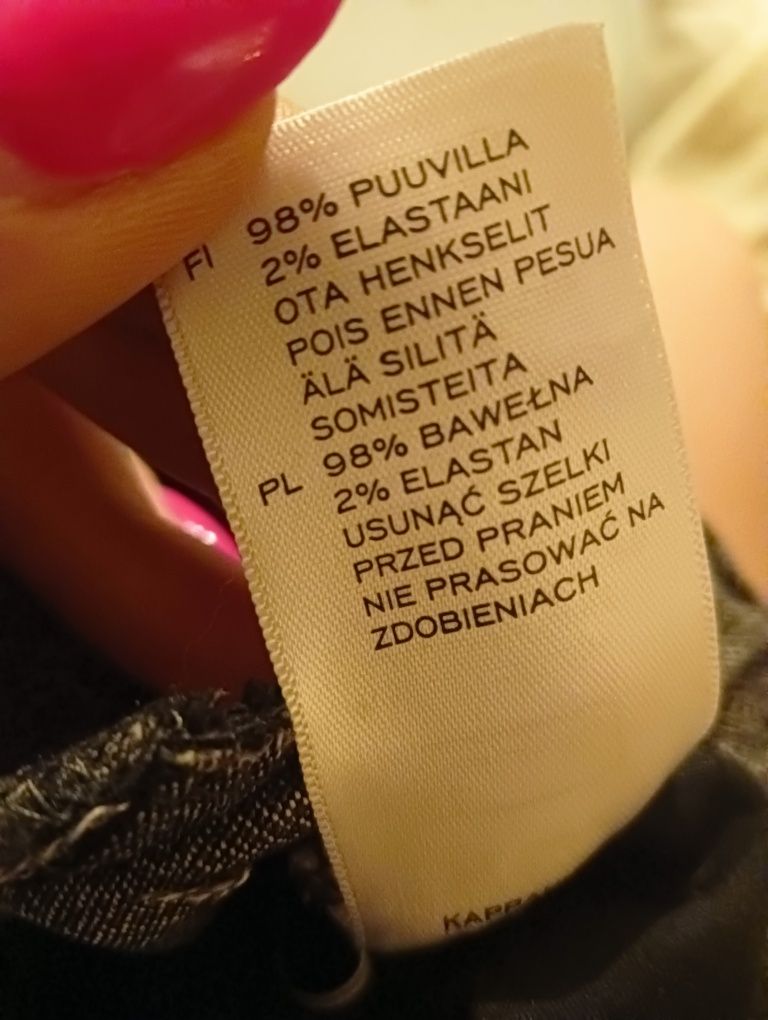 FI 98% PUUVILLA
2% ELASTAANI
OTA HENKSELIT
POIS ENNEN PESUA
ÄLÄ SILITÄ
SOMISTEITA
PL 98% BAWEŁNA
2% ELASTAN
USUNĄĆ SZELKI
PRZED PRANIEM
NIE PRASOWAĆ NA
ZDOBIENIACH